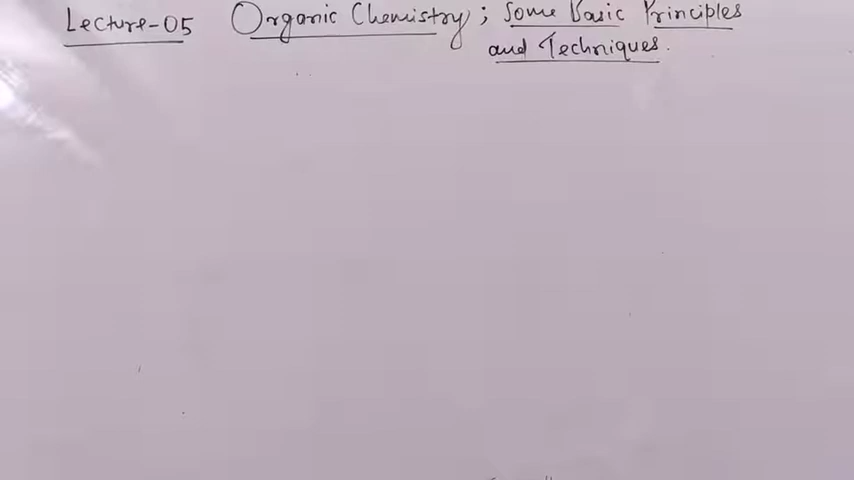 Lecture-05 Organic Chemistry; Some Basic Principles
and Techniques.